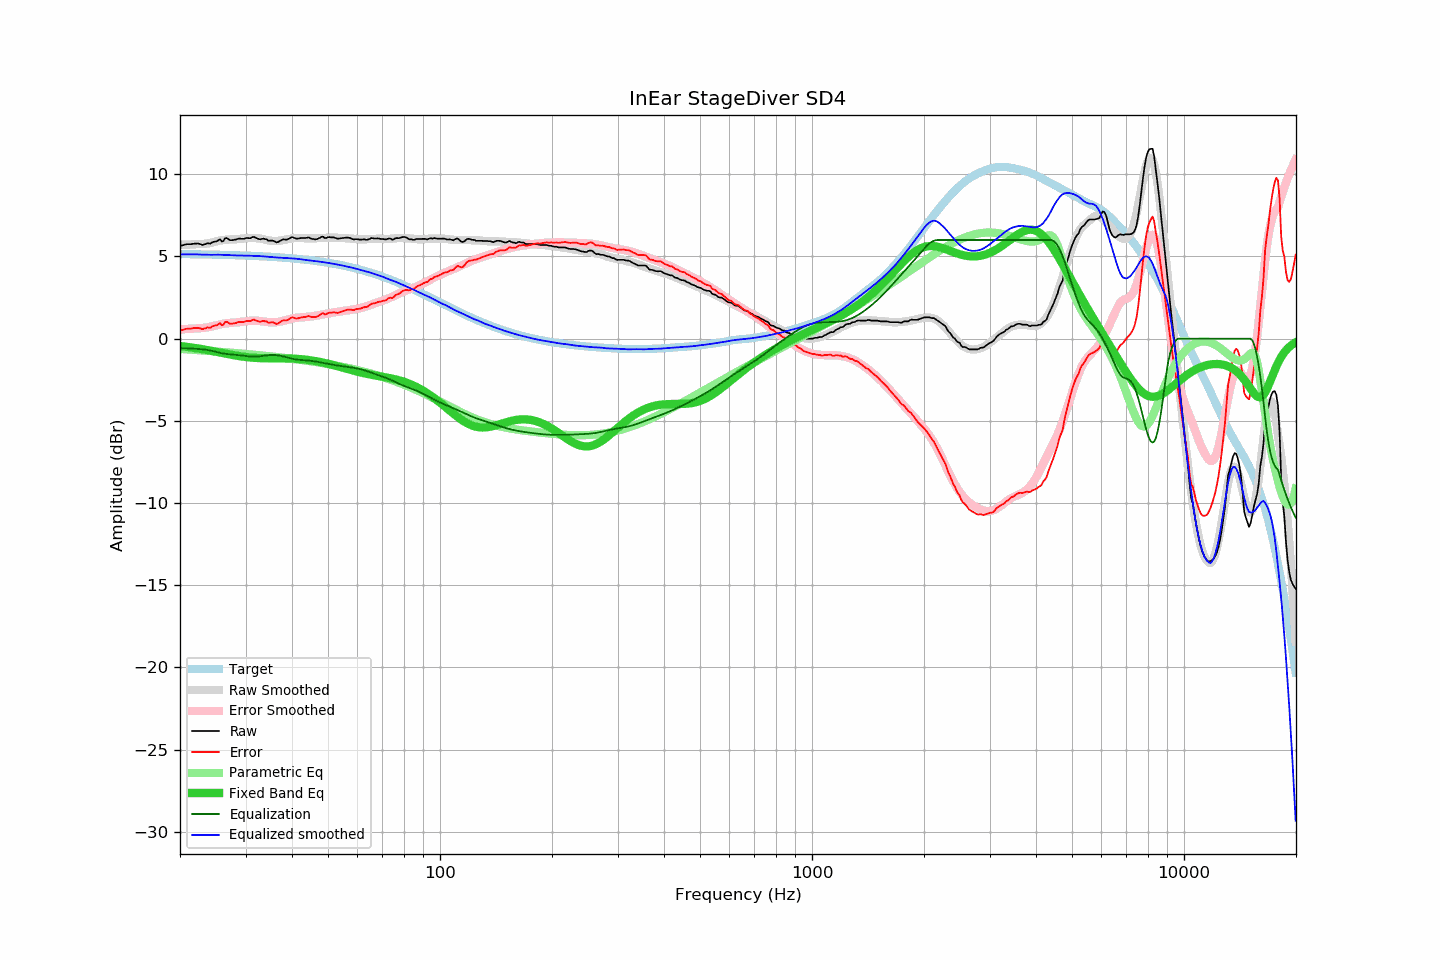 InEar StageDiver SD4
Amplitude (dBr)
10
5
0
−5
−10
−15
−20
−25
−30
Target
Raw Smoothed
Error Smoothed
Raw
Error
Parametric Eq
Fixed Band Eq
Equalization
Equalized smoothed
100
1000
10000
Frequency (Hz)